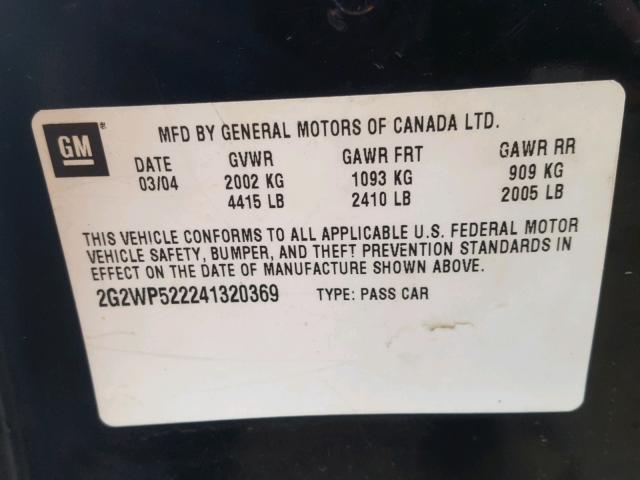 GM
MFD BY GENERAL MOTORS OF CANADA LTD.
DATE GVWR GAWR FRT GAWR RR
03/04 2002 KG 1093 KG 909 KG
4415 LB 2410 LB 2005 LB
THIS VEHICLE CONFORMS TO ALL APPLICABLE U.S. FEDERAL MOTOR
VEHICLE SAFETY, BUMPER, AND THEFT PREVENTION STANDARDS IN
EFFECT ON THE DATE OF MANUFACTURE SHOWN ABOVE.
2G2WP522241320369 TYPE: PASS CAR